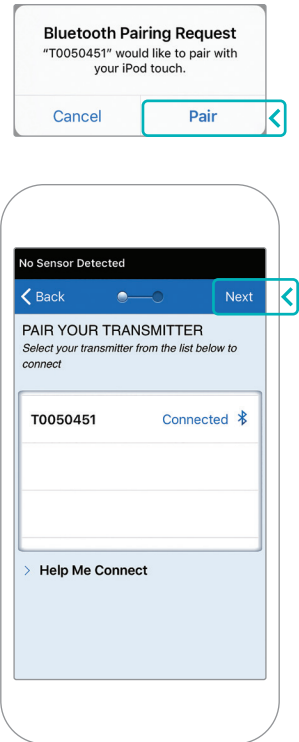 Bluetooth Pairing Request
“T0050451” would like to pair with
your iPod touch.
Cancel Pair
No Sensor Detected
Back Next
PAIR YOUR TRANSMITTER
Select your transmitter from the list below to
connect
T0050451 Connected
> Help Me Connect